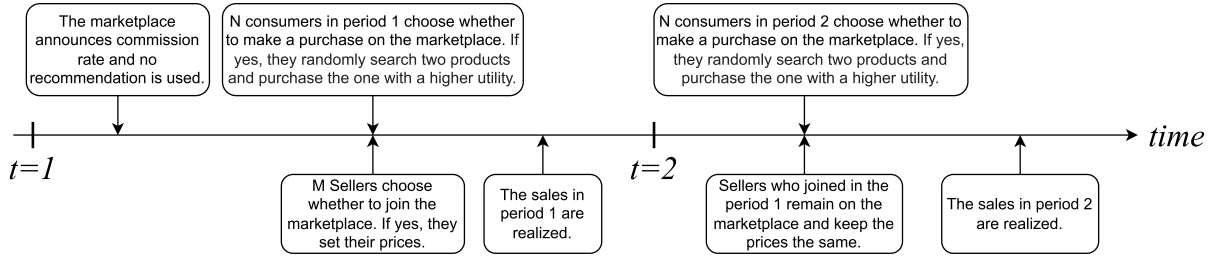 The marketplace
announces commission
rate and no
recommendation is used.
N consumers in period 1 choose whether
to make a purchase on the marketplace. If
yes, they randomly search two products
and purchase the one with a higher utility.
N consumers in period 2 choose whether to
make a purchase on the marketplace. If yes,
they randomly search two products and
purchase the one with a higher utility.
t=1
t=2
time
M Sellers choose
whether to join the
marketplace. If yes, they
set their prices.
The sales in
period 1 are
realized.
Sellers who joined in the
period 1 remain on the
marketplace and keep the
prices the same.
The sales in period 2
are realized.